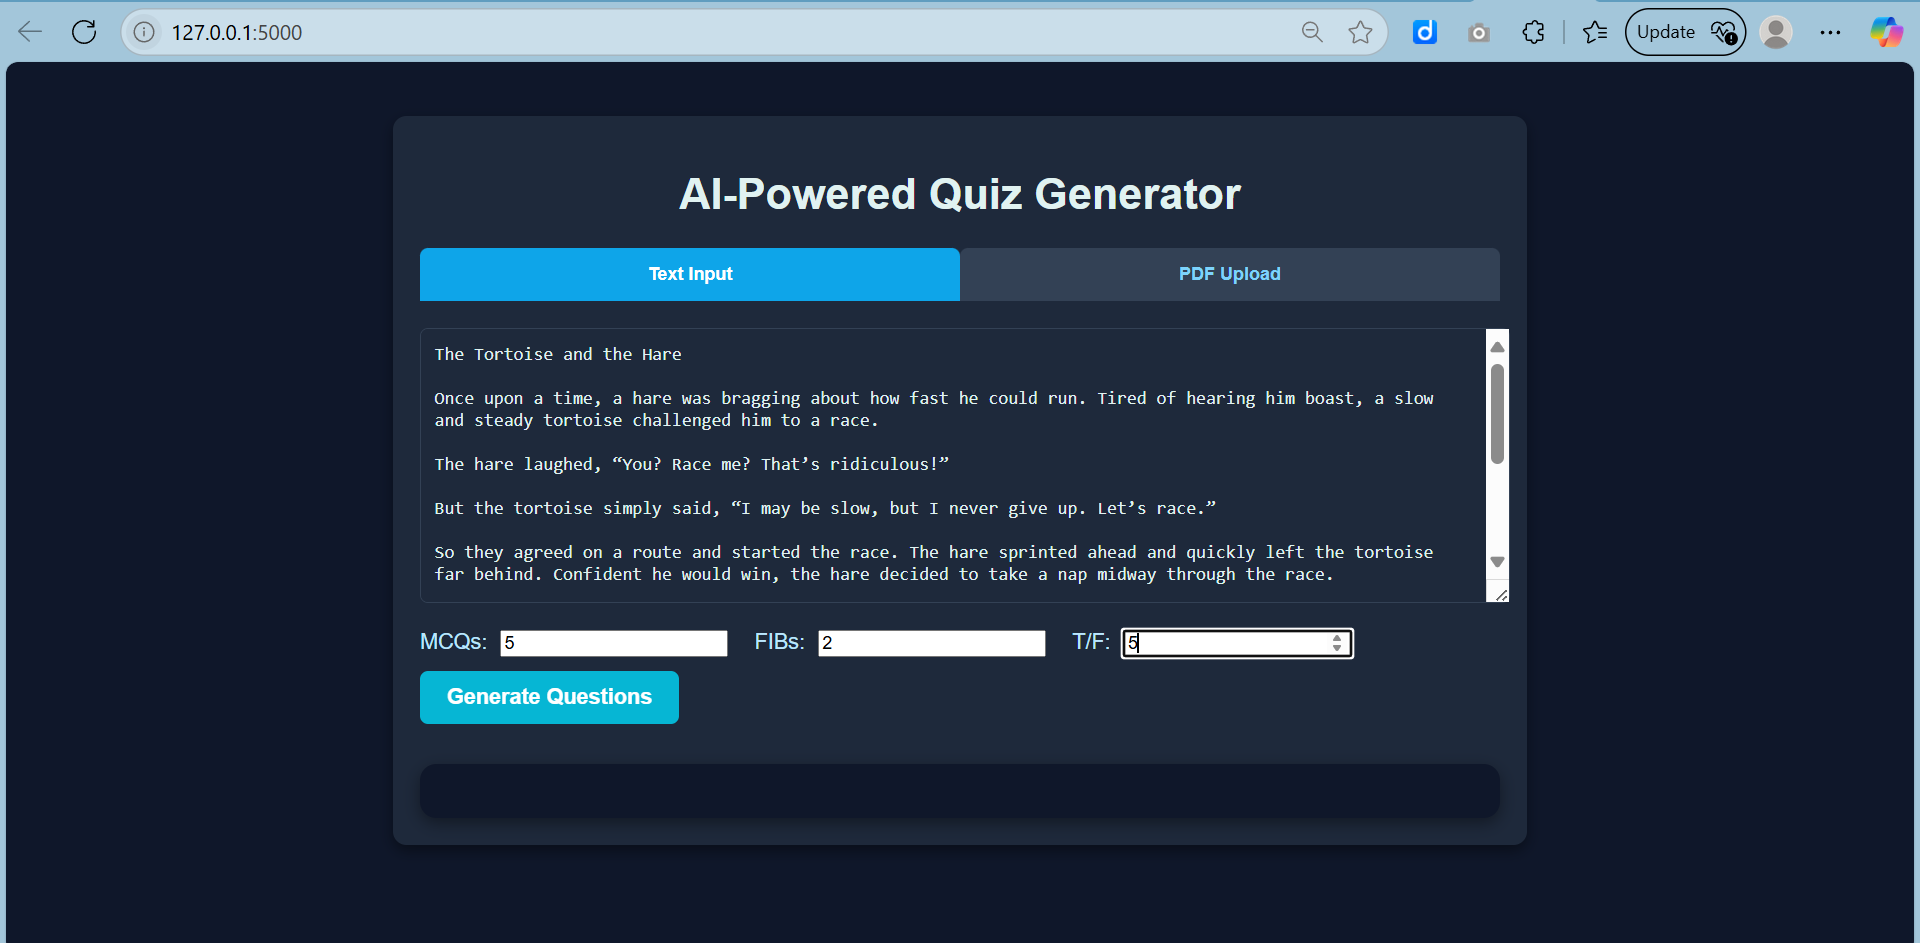 127.0.0.1:5000
Update
AI-Powered Quiz Generator
Text Input
PDF Upload
The Tortoise and the Hare
Once upon a time, a hare was bragging about how fast he could run. Tired of hearing him boast, a slow
and steady tortoise challenged him to a race.
The hare laughed, “You? Race me? That’s ridiculous!”
But the tortoise simply said, “I may be slow, but I never give up. Let’s race.”
So they agreed on a route and started the race. The hare sprinted ahead and quickly left the tortoise
far behind. Confident he would win, the hare decided to take a nap midway through the race.
MCQs: 5 FIBs: 2 T/F: 5
Generate Questions